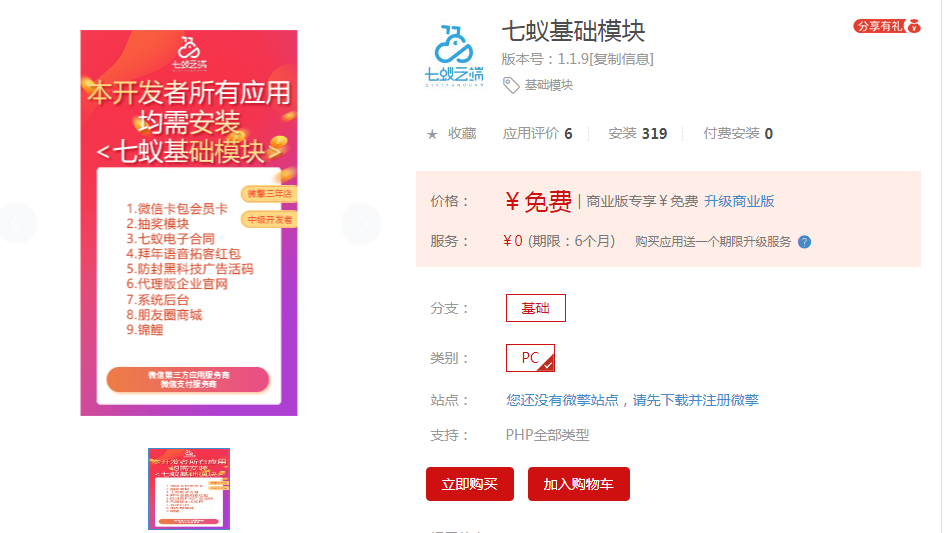 七蚁云端
QIYIYUNDUAN
本开发者所有应用
均需安装
<七蚁基础模块>
微擎三年店
中级开发者
1.微信卡包会员卡
2.抽奖模块
3.七蚁电子合同
4.拜年语音拓客红包
5.防封黑科技广告活码
6.代理版企业官网
7.系统后台
8.朋友圈商城
9.锦鲤
微信第三方应用服务商
微信支付服务商
七蚁基础模块
分享有礼
版本号：1.1.9[复制信息]
基础模块
★ 收藏 应用评价 6 安装 319 付费安装 0
价格： ¥ 免费 | 商业版专享 ¥ 免费 升级商业版
服务： ¥ 0 (期限：6个月) 购买应用送一个期限升级服务 ?
分支： 基础
类别： PC
站点： 您还没有微擎站点，请先下载并注册微擎
支持： PHP全部类型
立即购买 加入购物车